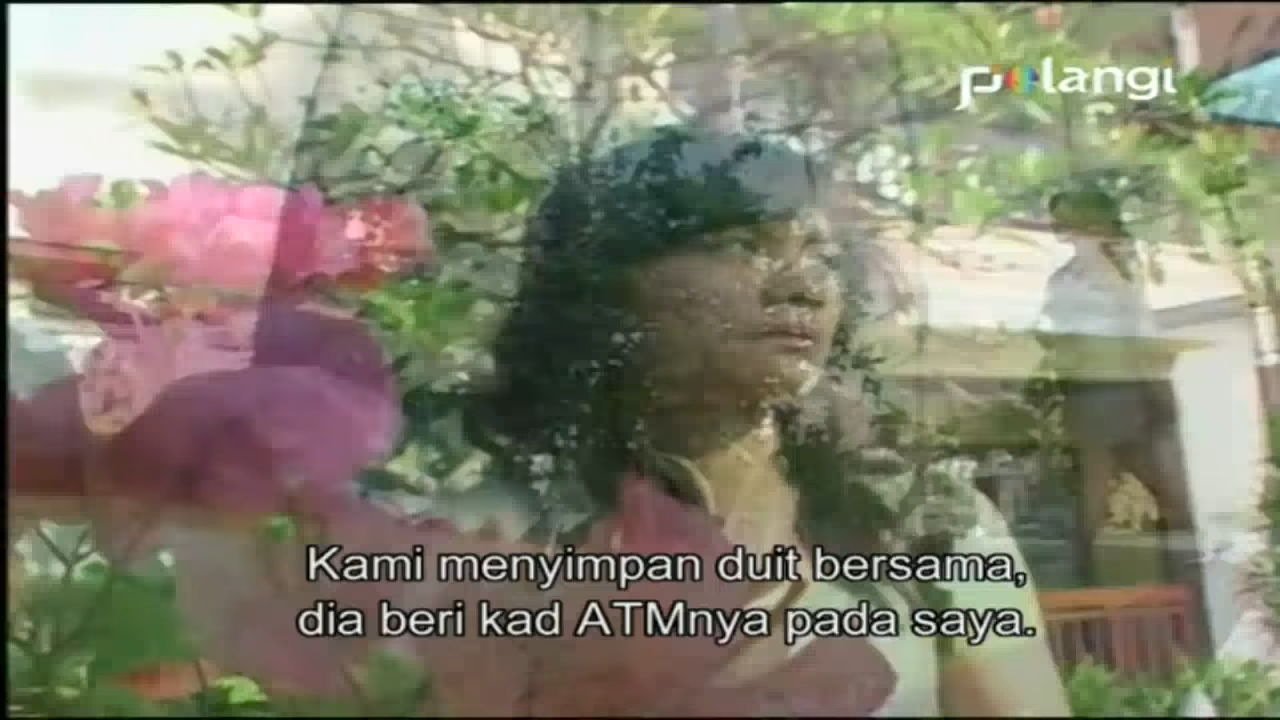 pelangi
Kami menyimpan duit bersama,
dia beri kad ATMnya pada saya.